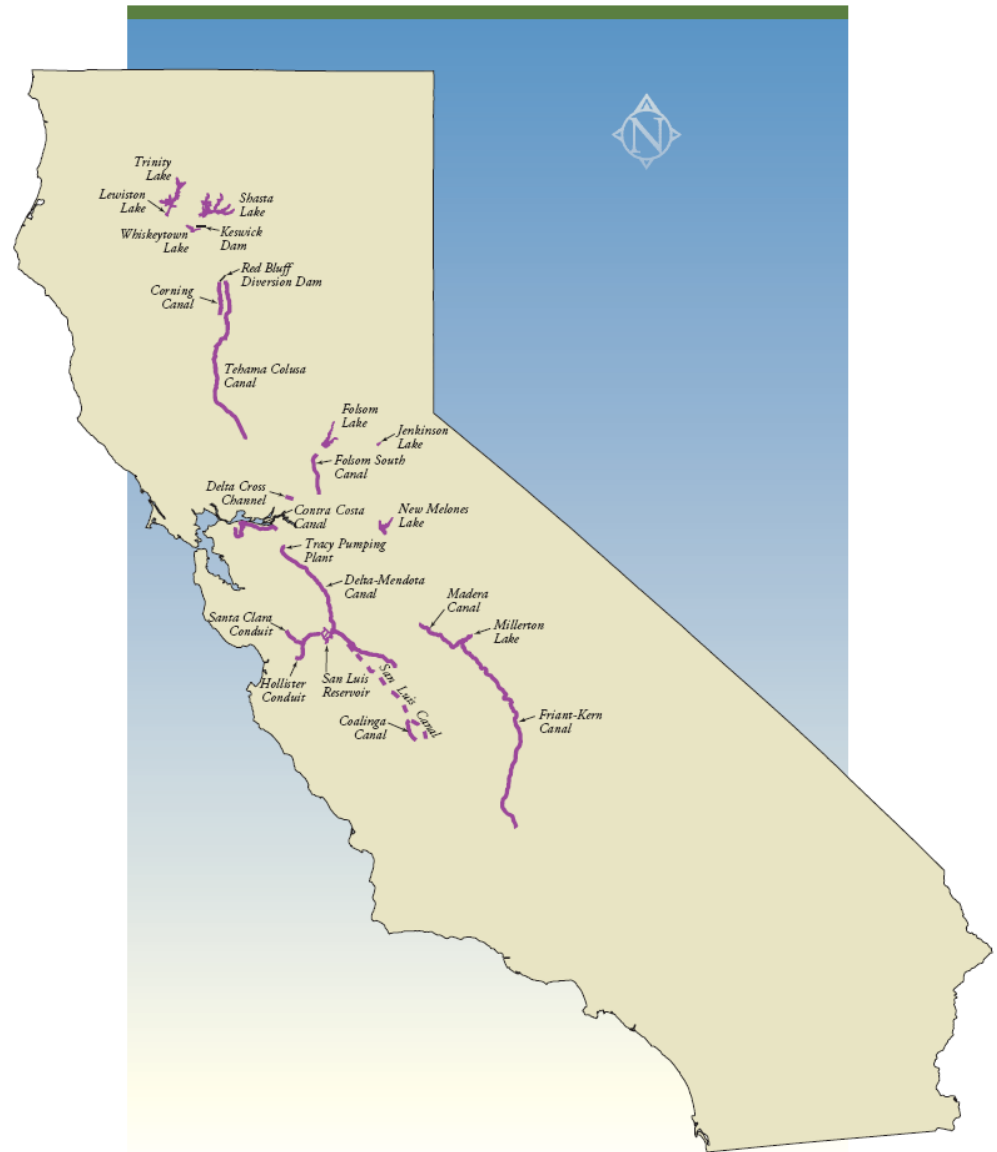 N
Trinity
Lake
Lewiston
Lake
Shasta
Lake
Whiskeytown
Lake
Keswick
Dam
Red Bluff
Diversion Dam
Corning
Canal
Tehama Colusa
Canal
Folsom
Lake
Jenkinson
Lake
Folsom South
Canal
Delta Cross
Channel
Contra Costa
Canal
New Melones
Lake
Tracy Pumping
Plant
Delta-Mendota
Canal
Madera
Canal
Millerton
Lake
Santa Clara
Conduit
Hollister
Conduit
San Luis
Reservoir
San Luis Canal
Coalinga
Canal
Friant-Kern
Canal